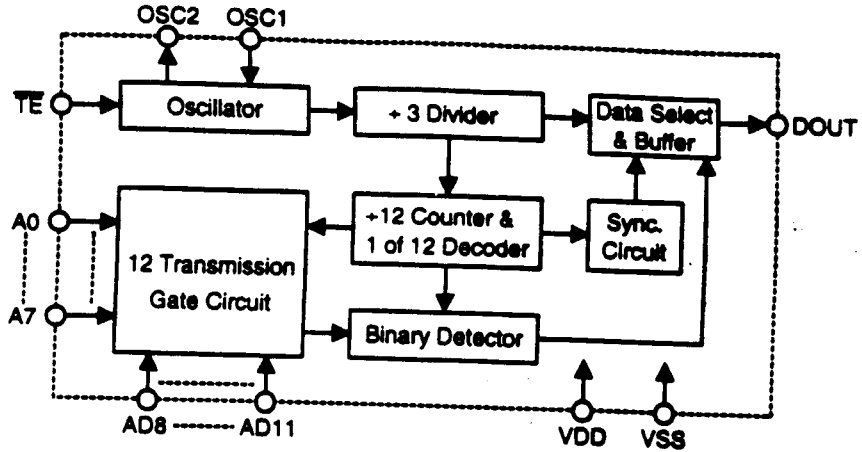 OSC2 OSC1
TE
Oscillator
÷ 3 Divider
Data Select
& Buffer
DOUT
A0
÷12 Counter &
1 of 12 Decoder
Sync.
Circuit
12 Transmission
Gate Circuit
A7
Binary Detector
AD8 AD11
VDD VSS